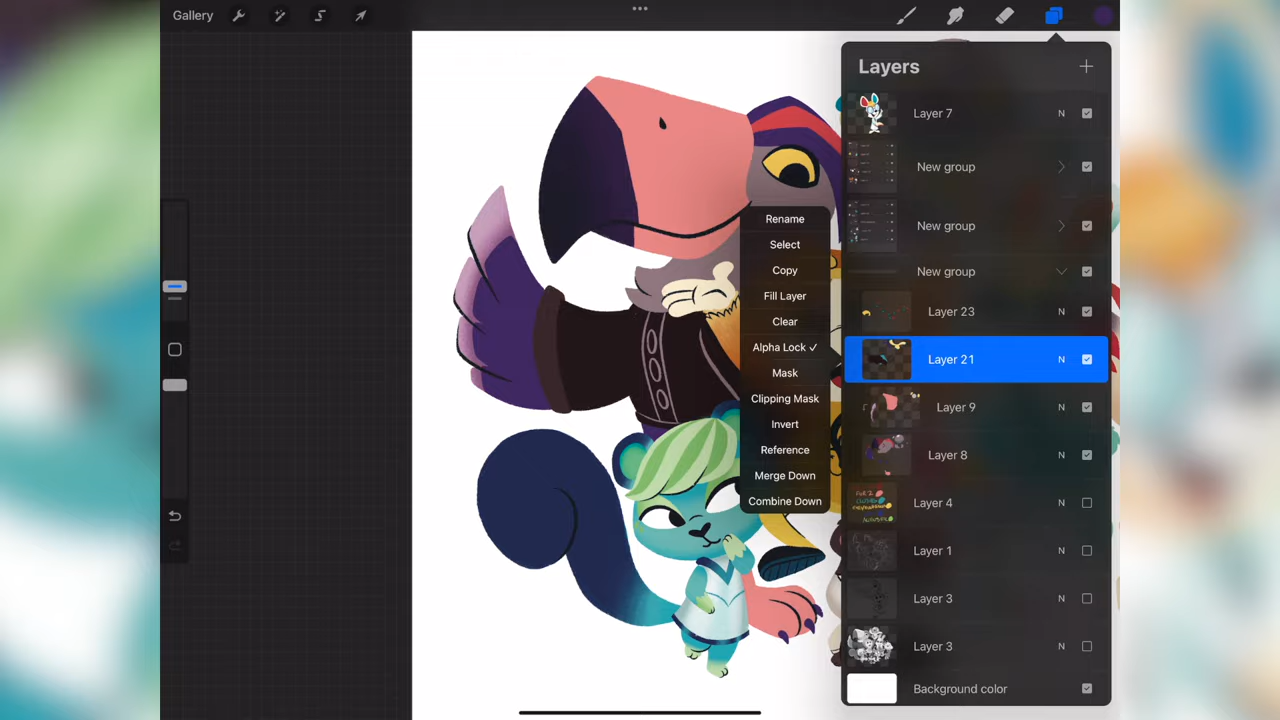 Gallery
Layers
Layer 7 N
New group
New group
New group
Layer 23 N
Layer 21 N
Layer 9 N
Layer 8 N
Layer 4 N
Layer 1 N
Layer 3 N
Layer 3 N
Background color
Rename
Select
Copy
Fill Layer
Clear
Alpha Lock ✓
Mask
Clipping Mask
Invert
Reference
Merge Down
Combine Down